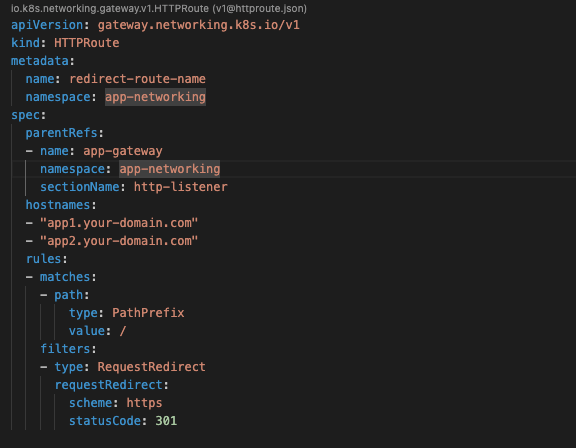 io.k8s.networking.gateway.v1.HTTPRoute (v1@httproute.json)
apiVersion: gateway.networking.k8s.io/v1
kind: HTTPRoute
metadata:
  name: redirect-route-name
  namespace: app-networking
spec:
  parentRefs:
  - name: app-gateway
    namespace: app-networking
    sectionName: http-listener
  hostnames:
  - "app1.your-domain.com"
  - "app2.your-domain.com"
  rules:
  - matches:
    - path:
        type: PathPrefix
        value: /
    filters:
    - type: RequestRedirect
      requestRedirect:
        scheme: https
        statusCode: 301